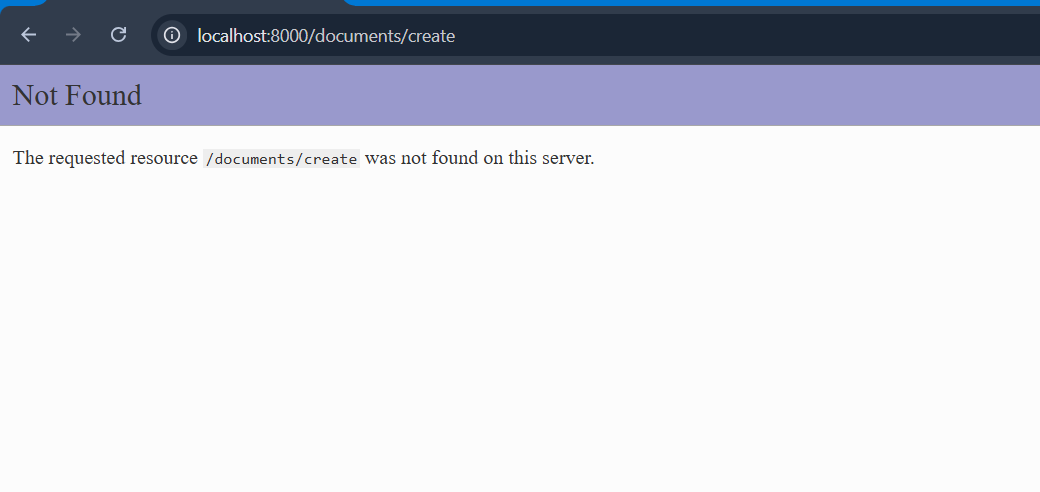 localhost:8000/documents/create
Not Found
The requested resource /documents/create was not found on this server.